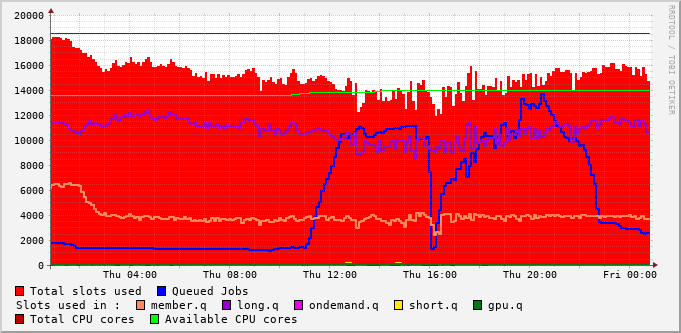 20000
18000
16000
14000
12000
10000
8000
6000
4000
2000
0
Thu 04:00 Thu 08:00 Thu 12:00 Thu 16:00 Thu 20:00 Fri 00:00
Total slots used Queued Jobs
Slots used in : member.q long.q ondemand.q short.q gpu.q
Total CPU cores Available CPU cores
RRDTOOL / TOBI OETIKER